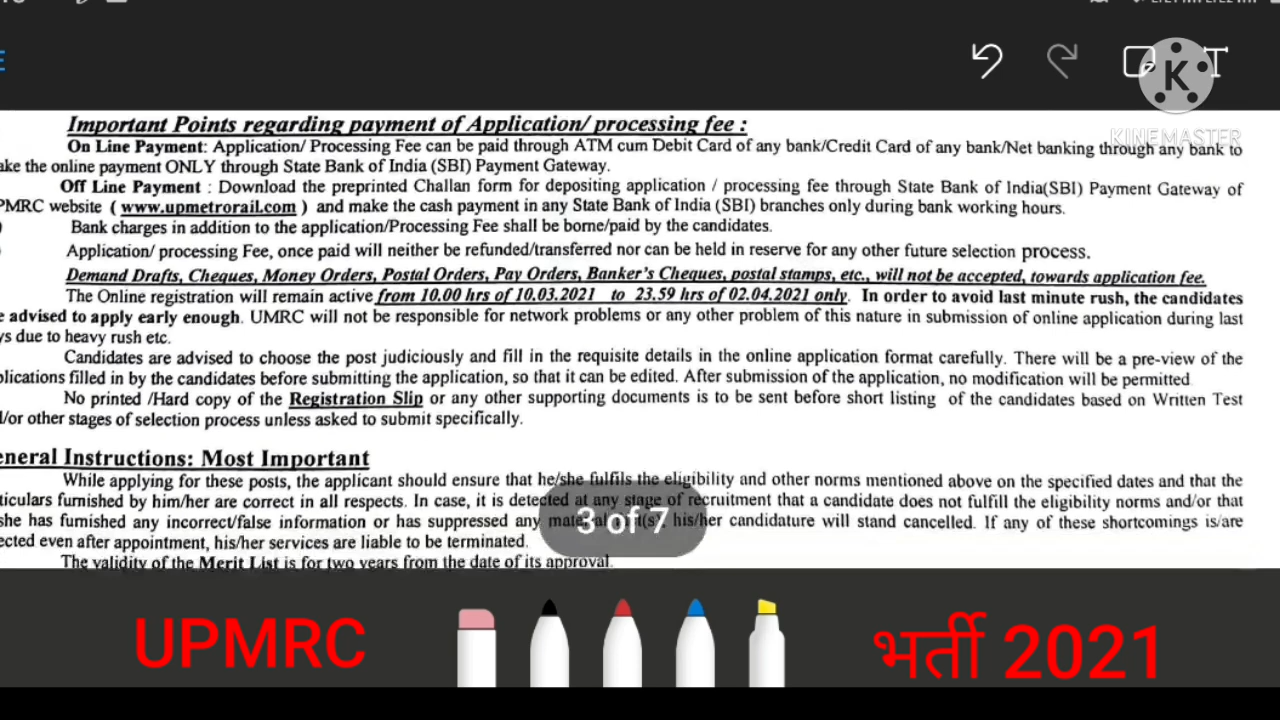 T
K
KINEMASTER
Important Points regarding payment of Application/ processing fee :
On Line Payment: Application/ Processing Fee can be paid through ATM cum Debit Card of any bank/Credit Card of any bank/Net banking through any bank to
ake the online payment ONLY through State Bank of India (SBI) Payment Gateway.
Off Line Payment : Download the preprinted Challan form for depositing application / processing fee through State Bank of India(SBI) Payment Gateway of
PMRC website ( www.upmetrorail.com ) and make the cash payment in any State Bank of India (SBI) branches only during bank working hours.
) Bank charges in addition to the application/Processing Fee shall be borne/paid by the candidates.
Application/ processing Fee, once paid will neither be refunded/transferred nor can be held in reserve for any other future selection process.
Demand Drafts, Cheques, Money Orders, Postal Orders, Pay Orders, Banker's Cheques, postal stamps, etc., will not be accepted, towards application fee.
The Online registration will remain active from 10.00 hrs of 10.03.2021 to 23.59 hrs of 02.04.2021 only. In order to avoid last minute rush, the candidates
e advised to apply early enough. UMRC will not be responsible for network problems or any other problem of this nature in submission of online application during last
ys due to heavy rush etc.
Candidates are advised to choose the post judiciously and fill in the requisite details in the online application format carefully. There will be a pre-view of the
plications filled in by the candidates before submitting the application, so that it can be edited. After submission of the application, no modification will be permitted
No printed /Hard copy of the Registration Slip or any other supporting documents is to be sent before short listing of the candidates based on Written Test
d/or other stages of selection process unless asked to submit specifically.
eneral Instructions: Most Important
While applying for these posts, the applicant should ensure that he/she fulfils the eligibility and other norms mentioned above on the specified dates and that the
ticulars furnished by him/her are correct in all respects. In case, it is detected at any stage of recruitment that a candidate does not fulfill the eligibility norms and/or that
she has furnished any incorrect/false information or has suppressed any his/her candidature will stand cancelled. If any of these shortcomings is/are
ected even after appointment, his/her services are liable to be terminated.
3 of 7
The validity of the Merit List is for two years from the date of its approval.
UPMRC
भर्ती 2021